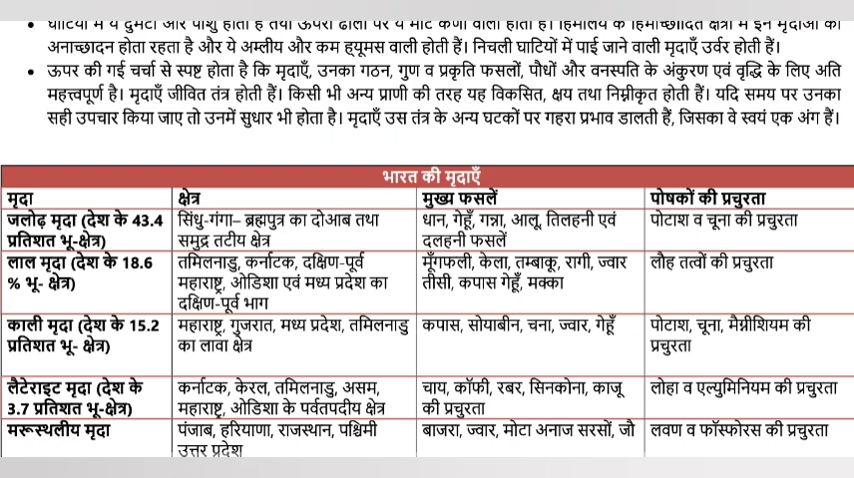 घाटियों में ये दुमटी और पांशु होती हैं तथा ऊपरी ढालों पर ये मोटे कणों वाली होती हैं। हिमालय के हिमाच्छादित क्षेत्रों में इन मृदाओं का
अनाच्छादन होता रहता है और ये अम्लीय और कम ह्यूमस वाली होती हैं। निचली घाटियों में पाई जाने वाली मृदाएँ उर्वर होती हैं।
• ऊपर की गई चर्चा से स्पष्ट होता है कि मृदाएँ, उनका गठन, गुण व प्रकृति फसलों, पौधों और वनस्पति के अंकुरण एवं वृद्धि के लिए अति
महत्त्वपूर्ण है। मृदाएँ जीवित तंत्र होती हैं। किसी भी अन्य प्राणी की तरह यह विकसित, क्षय तथा निम्नीकृत होती हैं। यदि समय पर उनका
सही उपचार किया जाए तो उनमें सुधार भी होता है। मृदाएँ उस तंत्र के अन्य घटकों पर गहरा प्रभाव डालती हैं, जिसका वे स्वयं एक अंग हैं।
भारत की मृदाएँ
मृदा क्षेत्र मुख्य फसलें पोषकों की प्रचुरता
जलोढ़ मृदा (देश के 43.4 सिंधु-गंगा– ब्रह्मपुत्र का दोआब तथा धान, गेहूँ, गन्ना, आलू, तिलहनी एवं पोटाश व चूना की प्रचुरता
प्रतिशत भू-क्षेत्र) समुद्र तटीय क्षेत्र दलहनी फसलें
लाल मृदा (देश के 18.6 तमिलनाडु, कर्नाटक, दक्षिण-पूर्व मूँगफली, केला, तम्बाकू, रागी, ज्वार लौह तत्वों की प्रचुरता
% भू- क्षेत्र) महाराष्ट्र, ओडिशा एवं मध्य प्रदेश का तीसी, कपास गेहूँ, मक्का
दक्षिण-पूर्व भाग
काली मृदा (देश के 15.2 महाराष्ट्र, गुजरात, मध्य प्रदेश, तमिलनाडु कपास, सोयाबीन, चना, ज्वार, गेहूँ पोटाश, चूना, मैग्नीशियम की
प्रतिशत भू- क्षेत्र) का लावा क्षेत्र प्रचुरता
लैटेराइट मृदा (देश के कर्नाटक, केरल, तमिलनाडु, असम, चाय, कॉफी, रबर, सिनकोना, काजू लोहा व एल्युमिनियम की प्रचुरता
3.7 प्रतिशत भू-क्षेत्र) महाराष्ट्र, ओडिशा के पर्वतपदीय क्षेत्र की प्रचुरता
मरूस्थलीय मृदा पंजाब, हरियाणा, राजस्थान, पश्चिमी बाजरा, ज्वार, मोटा अनाज सरसों, जौ लवण व फॉस्फोरस की प्रचुरता
उत्तर प्रदेश